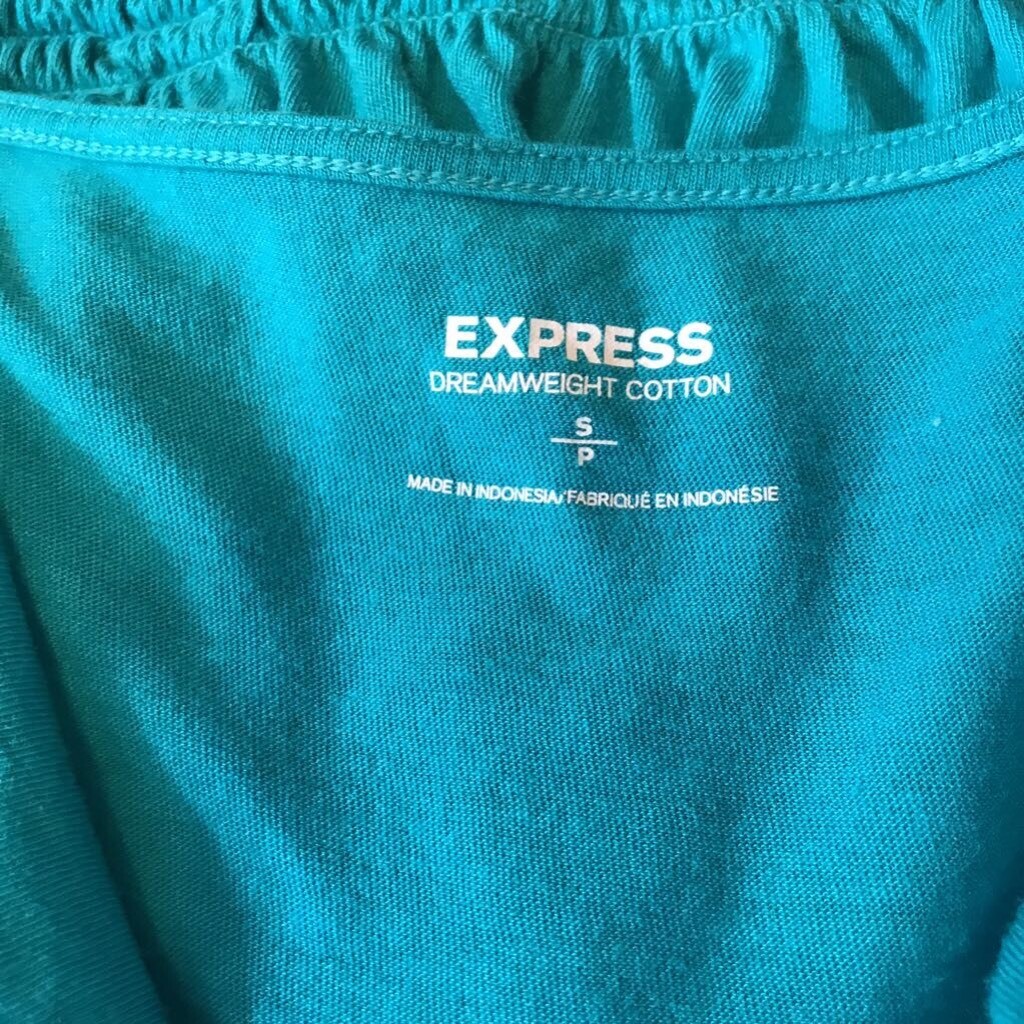 EXPRESS
DREAMWEIGHT COTTON
S
P
MADE IN INDONESIA/FABRIQUÉ EN INDONÉSIE